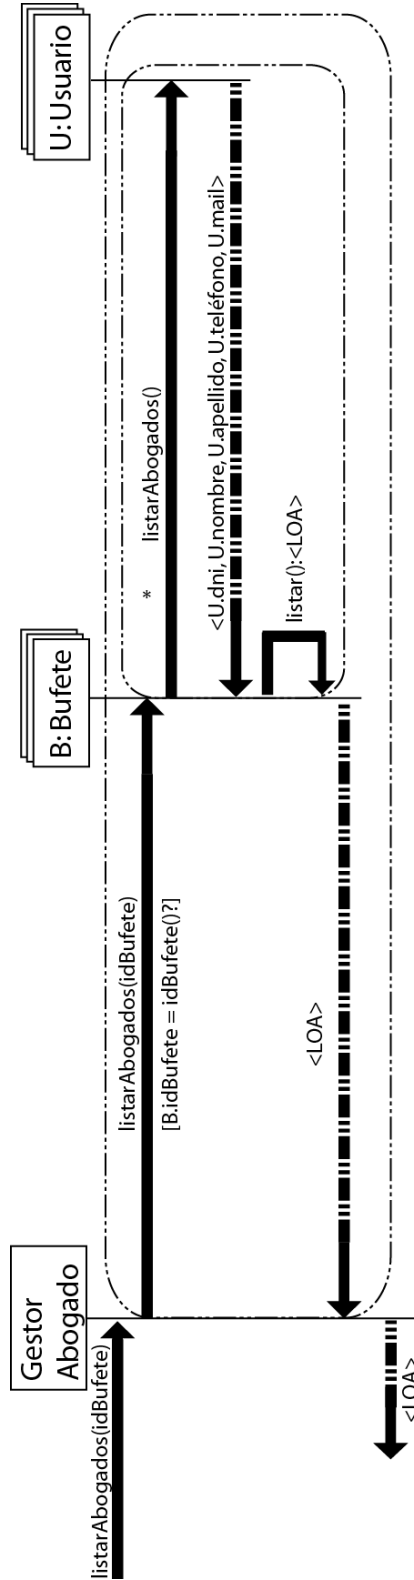 Gestor
Abogado
B: Bufete
U: Usuario
listarAbogados(idBufete)
listarAbogados(idBufete)
[B.idBufete = idBufete()?]
* listarAbogados()
<U.dni, U.nombre, U.apellido, U.teléfono, U.mail>
listar():<LOA>
<LOA>
<LOA>